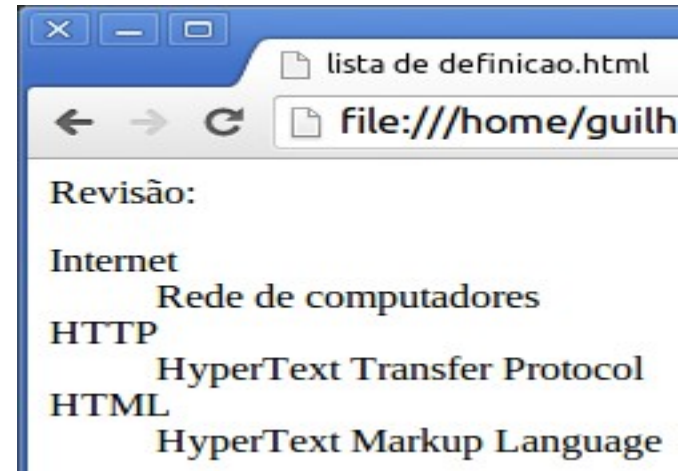 lista de definicao.html
file:///home/guilh
Revisão:
Internet
Rede de computadores
HTTP
HyperText Transfer Protocol
HTML
HyperText Markup Language